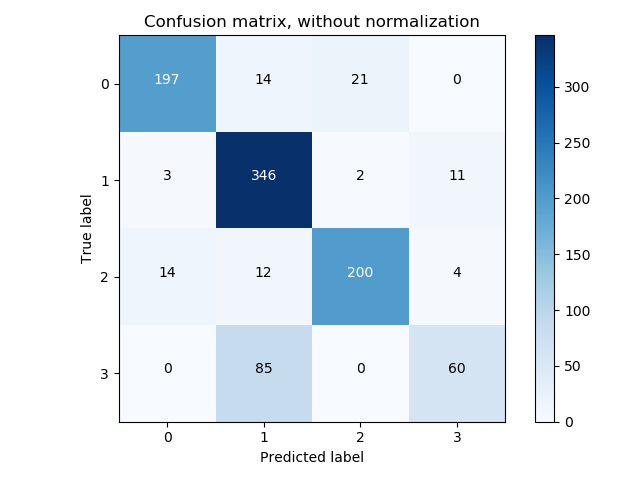 Confusion matrix, without normalization
True label
0 197 14 21 0
1 3 346 2 11
2 14 12 200 4
3 0 85 0 60
0 1 2 3
Predicted label
300
250
200
150
100
50
0